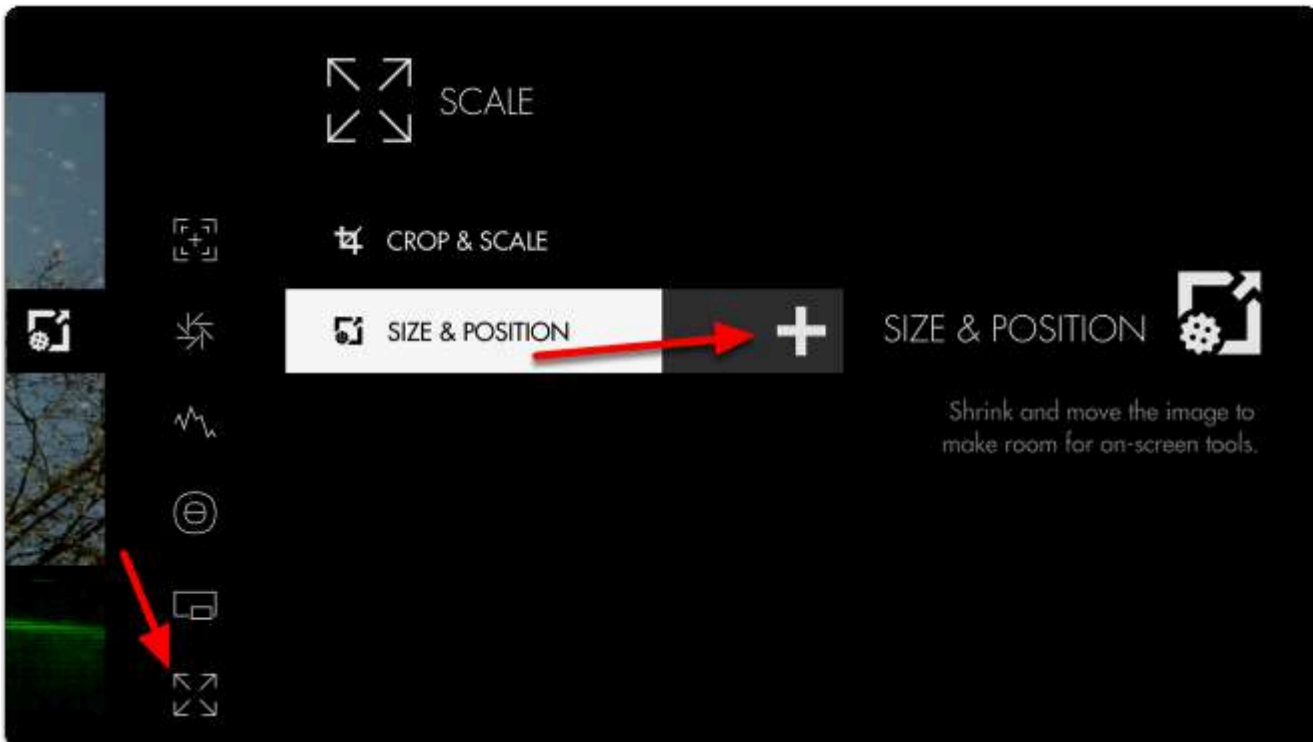 SCALE
CROP & SCALE
SIZE & POSITION
SIZE & POSITION
Shrink and move the image to
make room for on-screen tools.